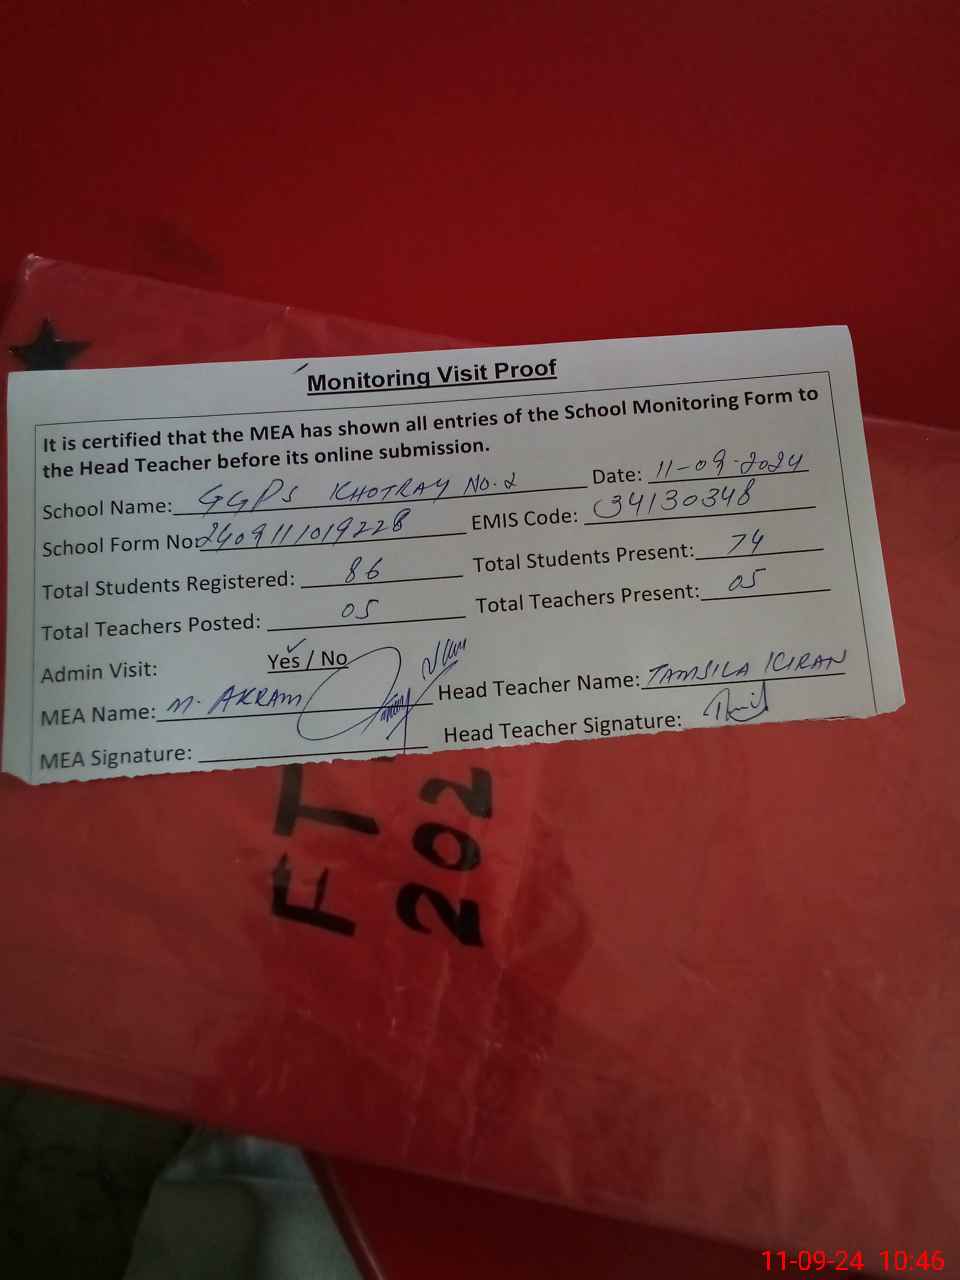 Monitoring Visit Proof
It is certified that the MEA has shown all entries of the School Monitoring Form to
the Head Teacher before its online submission.
School Name: GGPS KHOTRAY No. 2 Date: 11-09-2024
School Form No: 2409111019228 EMIS Code: 34130348
Total Students Registered: 86 Total Students Present: 74
Total Teachers Posted: 05 Total Teachers Present: 05
Admin Visit: Yes / No
MEA Name: M. AKRAM Head Teacher Name: TAMSILA KIRAN
MEA Signature: Head Teacher Signature:
FT
202
11-09-24 10:46